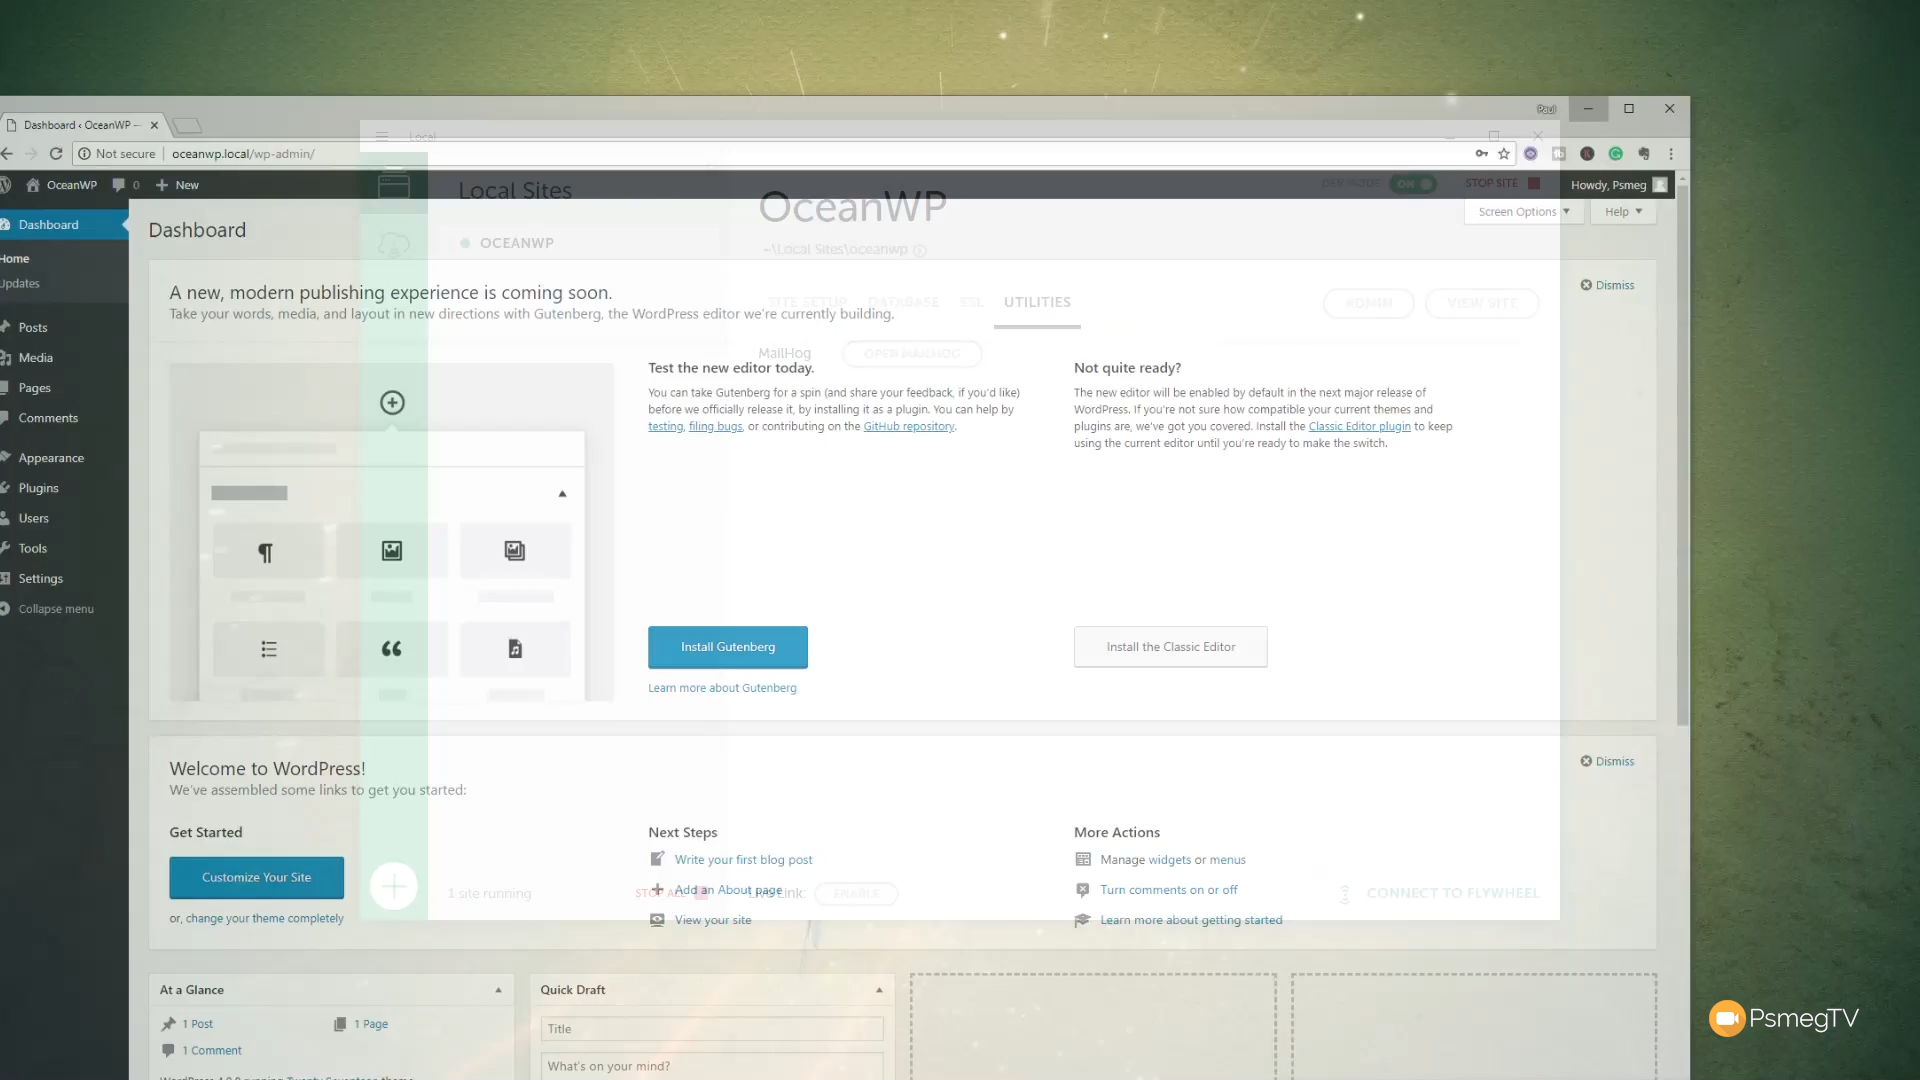 Paul
Dashboard ‹ OceanWP —
Local
Not secure
oceanwp.local/wp-admin/
OceanWP
0
New
Howdy, Psmeg
Local Sites
OceanWP
DEV MODE
ON
STOP SITE
Screen Options
Help
Dashboard
Dashboard
OCEANWP
~\Local Sites\oceanwp
Home
Updates
A new, modern publishing experience is coming soon.
Take your words, media, and layout in new directions with Gutenberg, the WordPress editor we're currently building.
Dismiss
SITE SETUP
DATABASE
SSL
UTILITIES
ADMIN
VIEW SITE
Posts
Media
Pages
Comments
Appearance
Plugins
Users
Tools
Settings
Collapse menu
MailHog
OPEN MAILHOG
Test the new editor today.
You can take Gutenberg for a spin (and share your feedback, if you'd like)
before we officially release it, by installing it as a plugin. You can help by
testing, filing bugs, or contributing on the GitHub repository.
Install Gutenberg
Learn more about Gutenberg
Not quite ready?
The new editor will be enabled by default in the next major release of
WordPress. If you're not sure how compatible your current themes and
plugins are, we've got you covered. Install the Classic Editor plugin to keep
using the current editor until you're ready to make the switch.
Install the Classic Editor
Welcome to WordPress!
We've assembled some links to get you started:
Dismiss
Get Started
Customize Your Site
or, change your theme completely
Next Steps
Write your first blog post
Add an About page
View your site
More Actions
Manage widgets or menus
Turn comments on or off
Learn more about getting started
1 site running
STOP ALL
Live Link:
ENABLE
CONNECT TO FLYWHEEL
At a Glance
1 Post
1 Page
1 Comment
Quick Draft
Title
What's on your mind?
PsmegTV